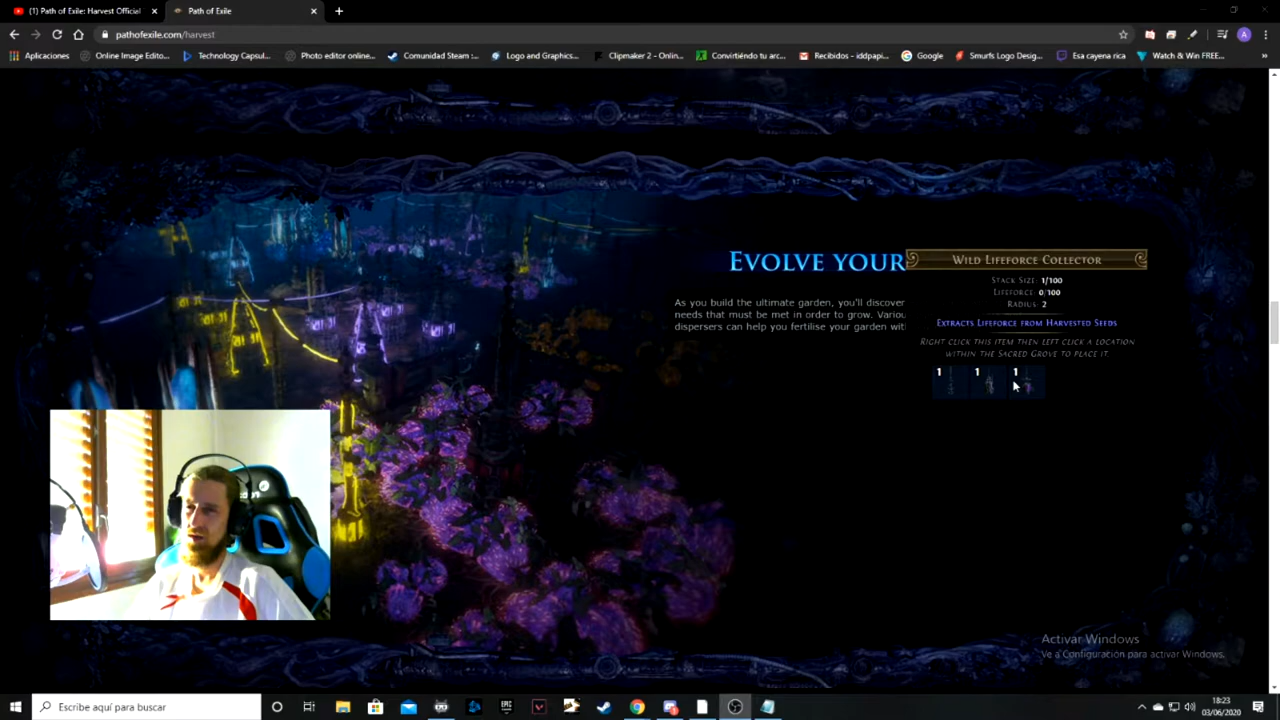 (1) Path of Exile: Harvest Official
Path of Exile
pathofexile.com/harvest
A
Aplicaciones
Online Image Edito...
Technology Capsul...
Photo editor online...
Comunidad Steam :...
Logo and Graphics...
Clipmaker 2 - Onlin...
Convirtiéndo tu arc...
Recibidos - iddpapi...
Google
Smurfs Logo Desig...
Esa cayena rica
Watch & Win FREE...
»
EVOLVE YOUR
As you build the ultimate garden, you'll discover
needs that must be met in order to grow. Variou
dispersers can help you fertilise your garden wit
WILD LIFEFORCE COLLECTOR
STACK SIZE: 1/100
LIFEFORCE: 0/100
RADIUS: 2
EXTRACTS LIFEFORCE FROM HARVESTED SEEDS
RIGHT CLICK THIS ITEM THEN LEFT CLICK A LOCATION
WITHIN THE SACRED GROVE TO PLACE IT.
1 1 1
Activar Windows
Ve a Configuración para activar Windows.
Escribe aquí para buscar
EPIC
18:23
03/06/2020